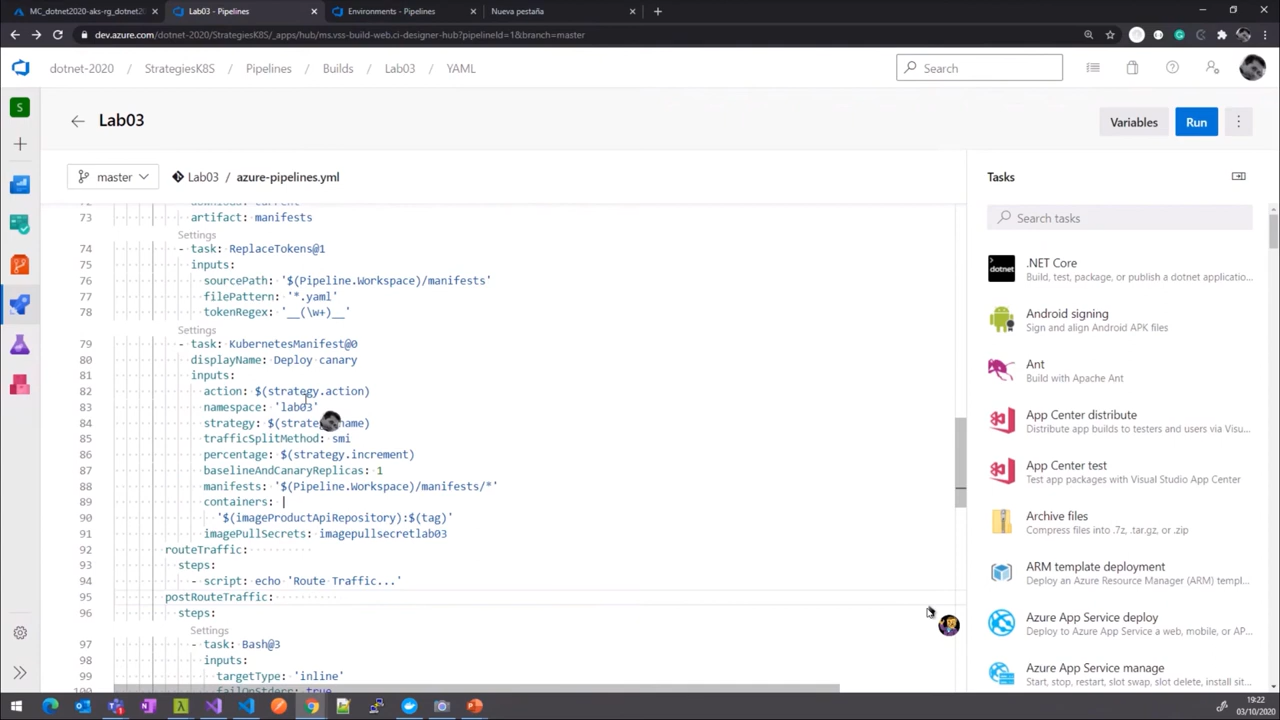 MC_dotnet2020-aks-rg_dotnet20
Lab03 - Pipelines
Environments - Pipelines
Nueva pestaña
dev.azure.com/dotnet-2020/StrategiesK8S/_apps/hub/ms.vss-build-web.ci-designer-hub?pipelineId=1&branch=master
dotnet-2020 / StrategiesK8S / Pipelines / Builds / Lab03 / YAML
Search
S
Lab03
Variables
Run
master
Lab03 / azure-pipelines.yml
Tasks
Search tasks
73 artifact: manifests
Settings
74 - task: ReplaceTokens@1
75 inputs:
76 sourcePath: '$(Pipeline.Workspace)/manifests'
77 filePattern: '*.yaml'
78 tokenRegex: '__(\w+)__'
Settings
79 - task: KubernetesManifest@0
80 displayName: Deploy canary
81 inputs:
82 action: $(strategy.action)
83 namespace: 'lab03'
84 strategy: $(strate name)
85 trafficSplitMethod: smi
86 percentage: $(strategy.increment)
87 baselineAndCanaryReplicas: 1
88 manifests: '$(Pipeline.Workspace)/manifests/*'
89 containers: |
90 '$(imageProductApiRepository):$(tag)'
91 imagePullSecrets: imagepullsecretlab03
92 routeTraffic:
93 steps:
94 - script: echo 'Route Traffic...'
95 postRouteTraffic:
96 steps:
Settings
97 - task: Bash@3
98 inputs:
99 targetType: 'inline'
100 failOnStderr: true
.NET Core
Build, test, package, or publish a dotnet applicatio...
Android signing
Sign and align Android APK files
Ant
Build with Apache Ant
App Center distribute
Distribute app builds to testers and users via Visu...
App Center test
Test app packages with Visual Studio App Center
Archive files
Compress files into .7z, .tar.gz, or .zip
ARM template deployment
Deploy an Azure Resource Manager (ARM) templ...
Azure App Service deploy
Deploy to Azure App Service a web, mobile, or AP...
Azure App Service manage
Start, stop, restart, slot swap, slot delete, install sit...
19:22
03/10/2020